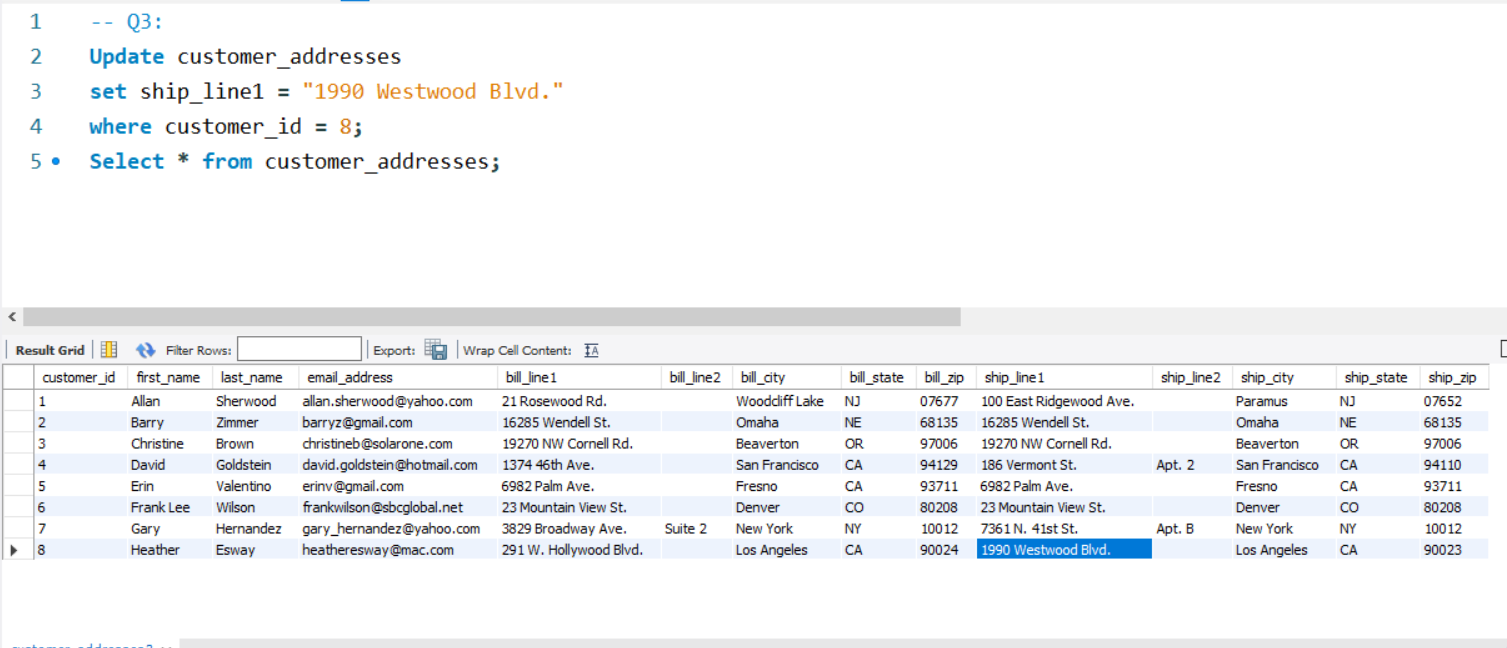 1 -- Q3:
2 Update customer_addresses
3 set ship_line1 = "1990 Westwood Blvd."
4 where customer_id = 8;
5 Select * from customer_addresses;
Result Grid Filter Rows: Export: Wrap Cell Content:
customer_id first_name last_name email_address bill_line1 bill_line2 bill_city bill_state bill_zip ship_line1 ship_line2 ship_city ship_state ship_zip
1 Allan Sherwood allan.sherwood@yahoo.com 21 Rosewood Rd. Woodcliff Lake NJ 07677 100 East Ridgewood Ave. Paramus NJ 07652
2 Barry Zimmer barryz@gmail.com 16285 Wendell St. Omaha NE 68135 16285 Wendell St. Omaha NE 68135
3 Christine Brown christineb@solarone.com 19270 NW Cornell Rd. Beaverton OR 97006 19270 NW Cornell Rd. Beaverton OR 97006
4 David Goldstein david.goldstein@hotmail.com 1374 46th Ave. San Francisco CA 94129 186 Vermont St. Apt. 2 San Francisco CA 94110
5 Erin Valentino erinv@gmail.com 6982 Palm Ave. Fresno CA 93711 6982 Palm Ave. Fresno CA 93711
6 Frank Lee Wilson frankwilson@sbcglobal.net 23 Mountain View St. Denver CO 80208 23 Mountain View St. Denver CO 80208
7 Gary Hernandez gary_hernandez@yahoo.com 3829 Broadway Ave. Suite 2 New York NY 10012 7361 N. 41st St. Apt. B New York NY 10012
8 Heather Esway heatheresway@mac.com 291 W. Hollywood Blvd. Los Angeles CA 90024 1990 Westwood Blvd. Los Angeles CA 90023